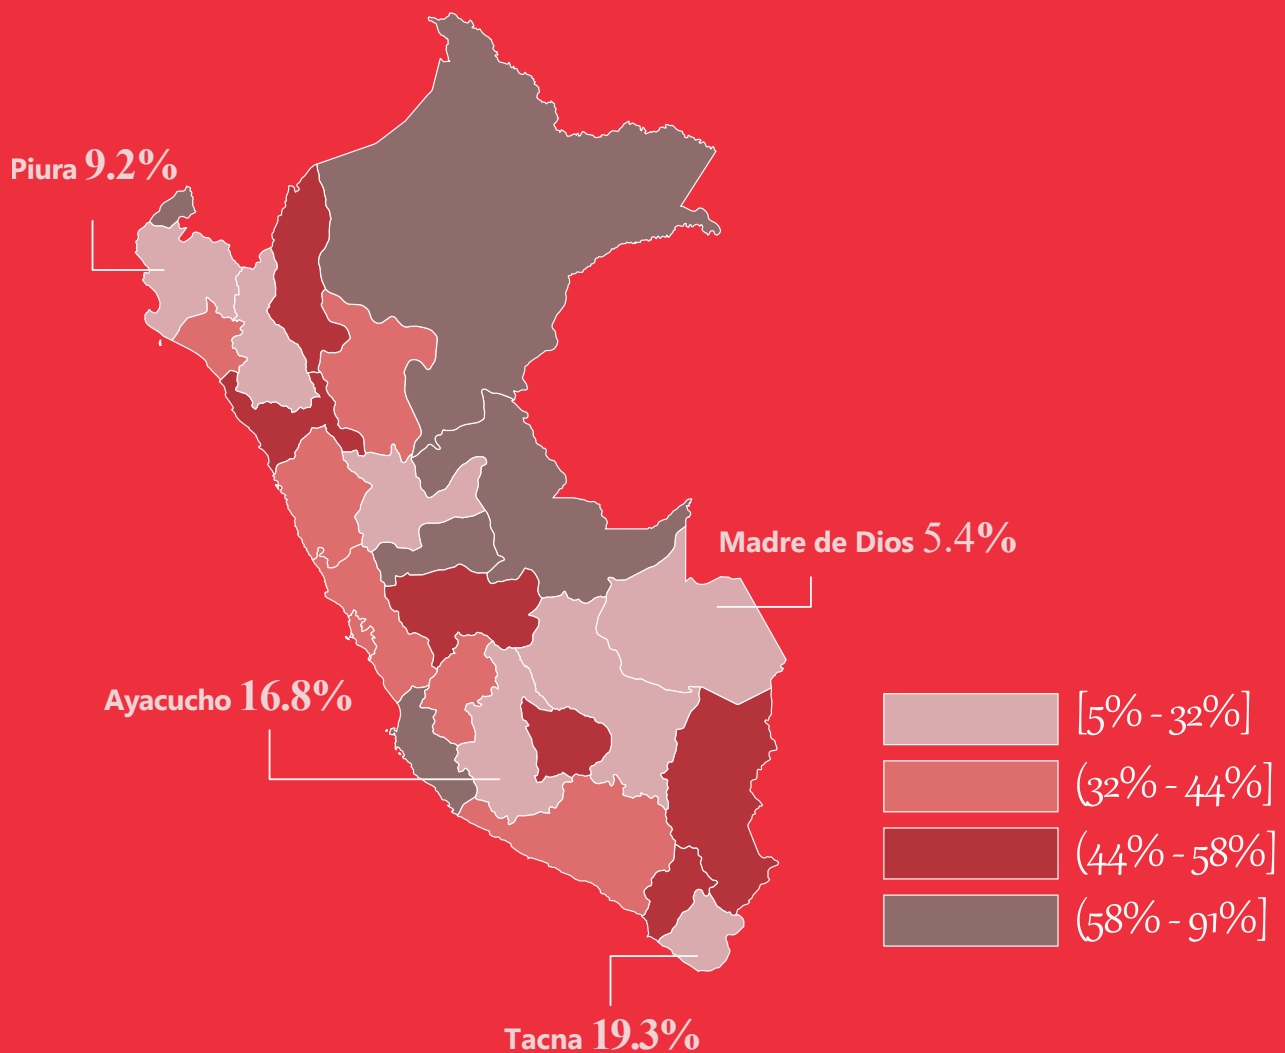 Piura 9.2%
Madre de Dios 5.4%
Ayacucho 16.8%
[5% - 32%]
(32% - 44%]
(44% - 58%]
(58% - 91%]
Tacna 19.3%